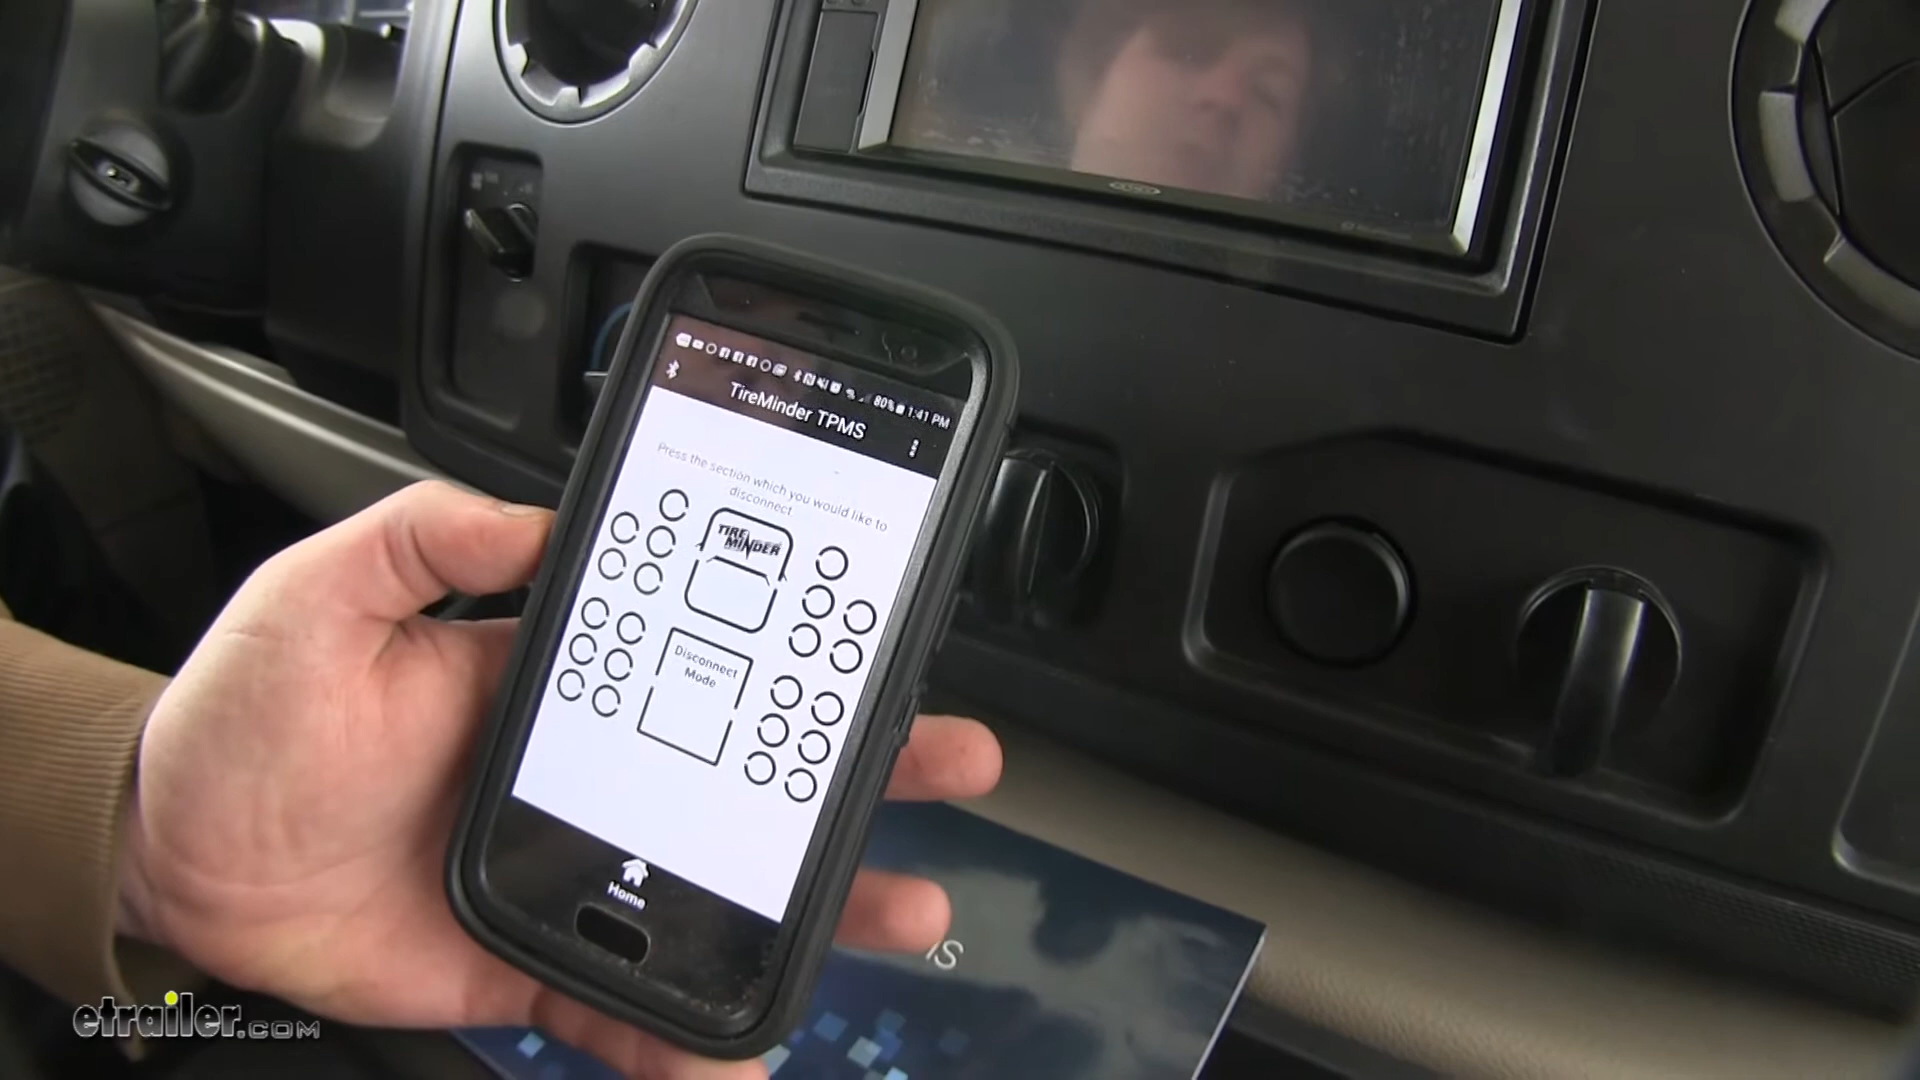 80% 1:41 PM
TireMinder TPMS
Press the section which you would like to
disconnect
TIRE
MINDER
Disconnect
Mode
Home
IS
etrailer.com